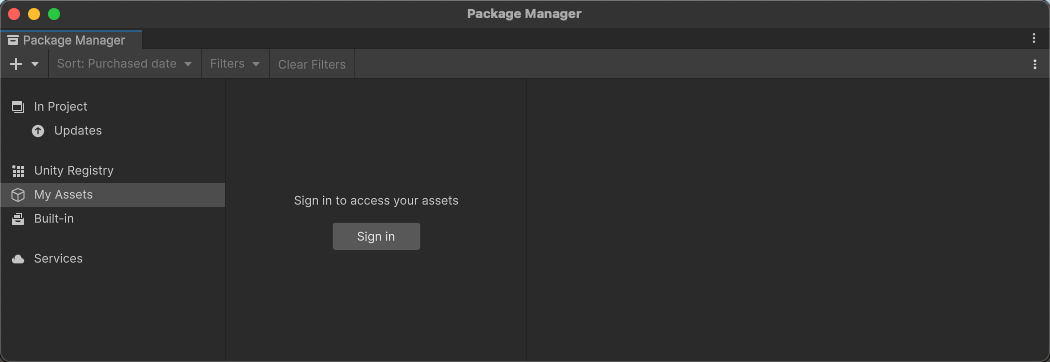 Package Manager
Package Manager
Sort: Purchased date
Filters
Clear Filters
In Project
Updates
Unity Registry
My Assets
Built-in
Services
Sign in to access your assets
Sign in